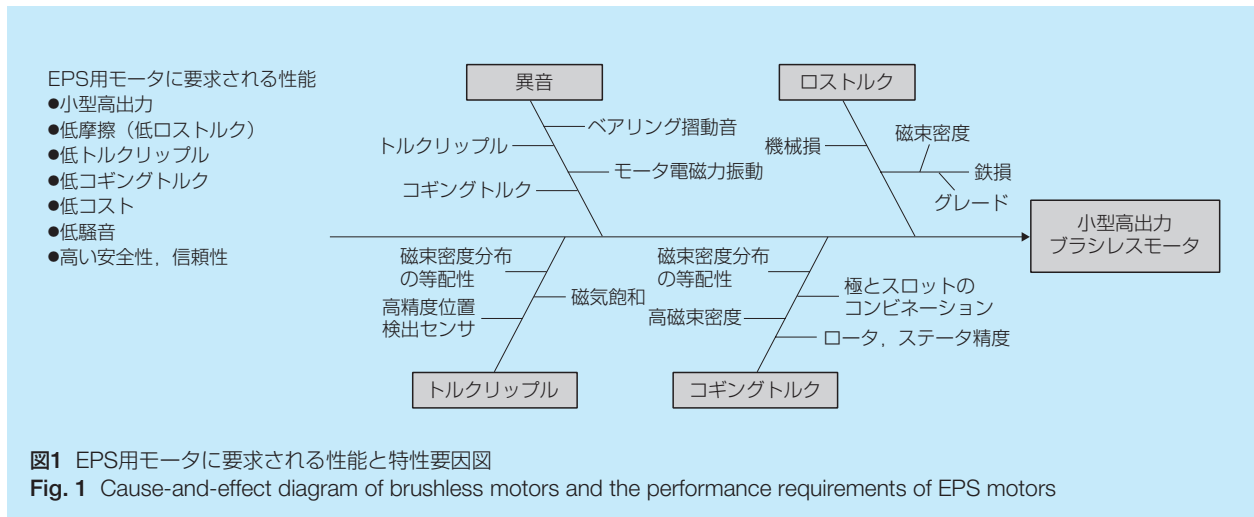 EPS用モータに要求される性能
●小型高出力
●低摩擦（低ロストルク）
●低トルクリップル
●低コギングトルク
●低コスト
●低騒音
●高い安全性，信頼性
異音
ベアリング摺動音
トルクリップル
モータ電磁力振動
コギングトルク
ロストルク
機械損
磁束密度
鉄損
グレード
小型高出力
ブラシレスモータ
磁束密度分布
の等配性
磁気飽和
高精度位置
検出センサ
トルクリップル
磁束密度分布
の等配性
極とスロットの
コンビネーション
高磁束密度
ロータ，ステータ精度
コギングトルク
図1 EPS用モータに要求される性能と特性要因図
Fig. 1 Cause-and-effect diagram of brushless motors and the performance requirements of EPS motors